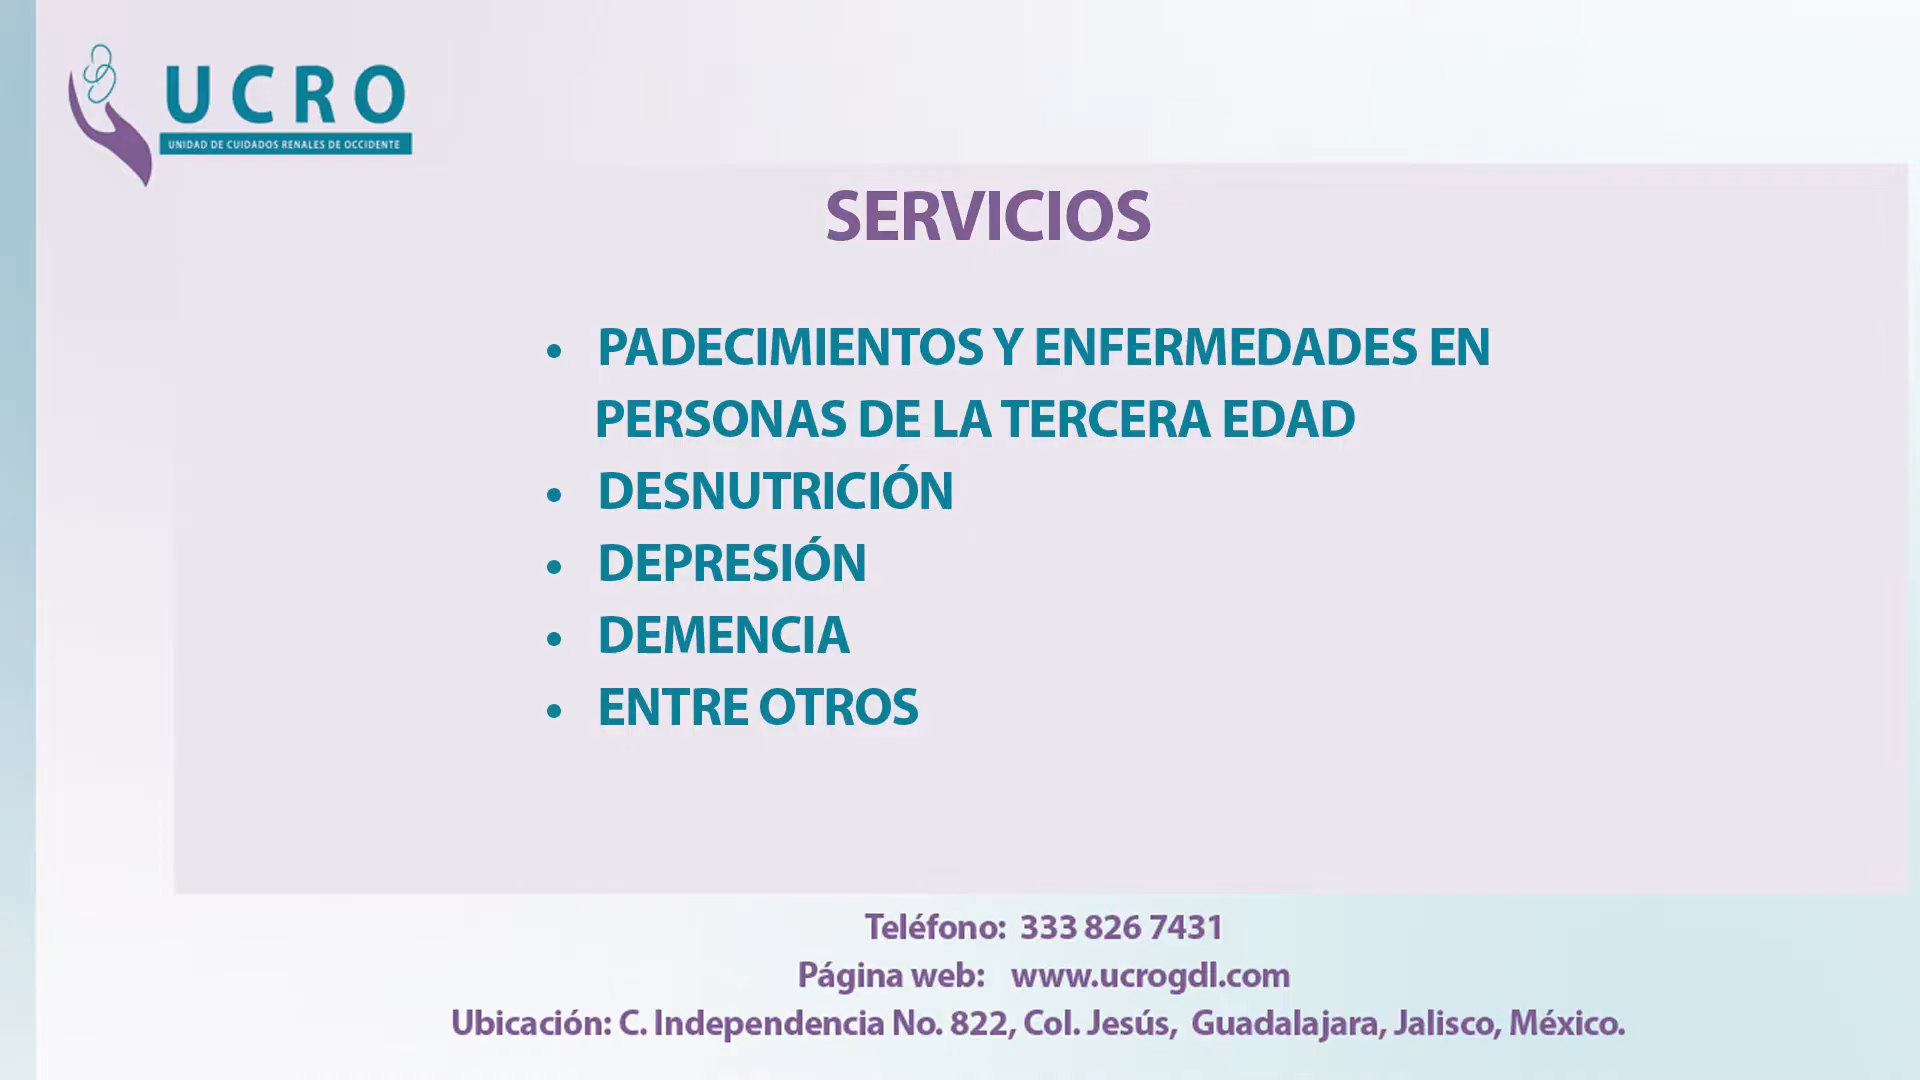 UCRO
UNIDAD DE CUIDADOS RENALES DE OCCIDENTE
SERVICIOS
• PADECIMIENTOS Y ENFERMEDADES EN
PERSONAS DE LA TERCERA EDAD
• DESNUTRICIÓN
• DEPRESIÓN
• DEMENCIA
• ENTRE OTROS
Teléfono: 333 826 7431
Página web: www.ucrogdl.com
Ubicación: C. Independencia No. 822, Col. Jesús, Guadalajara, Jalisco, México.